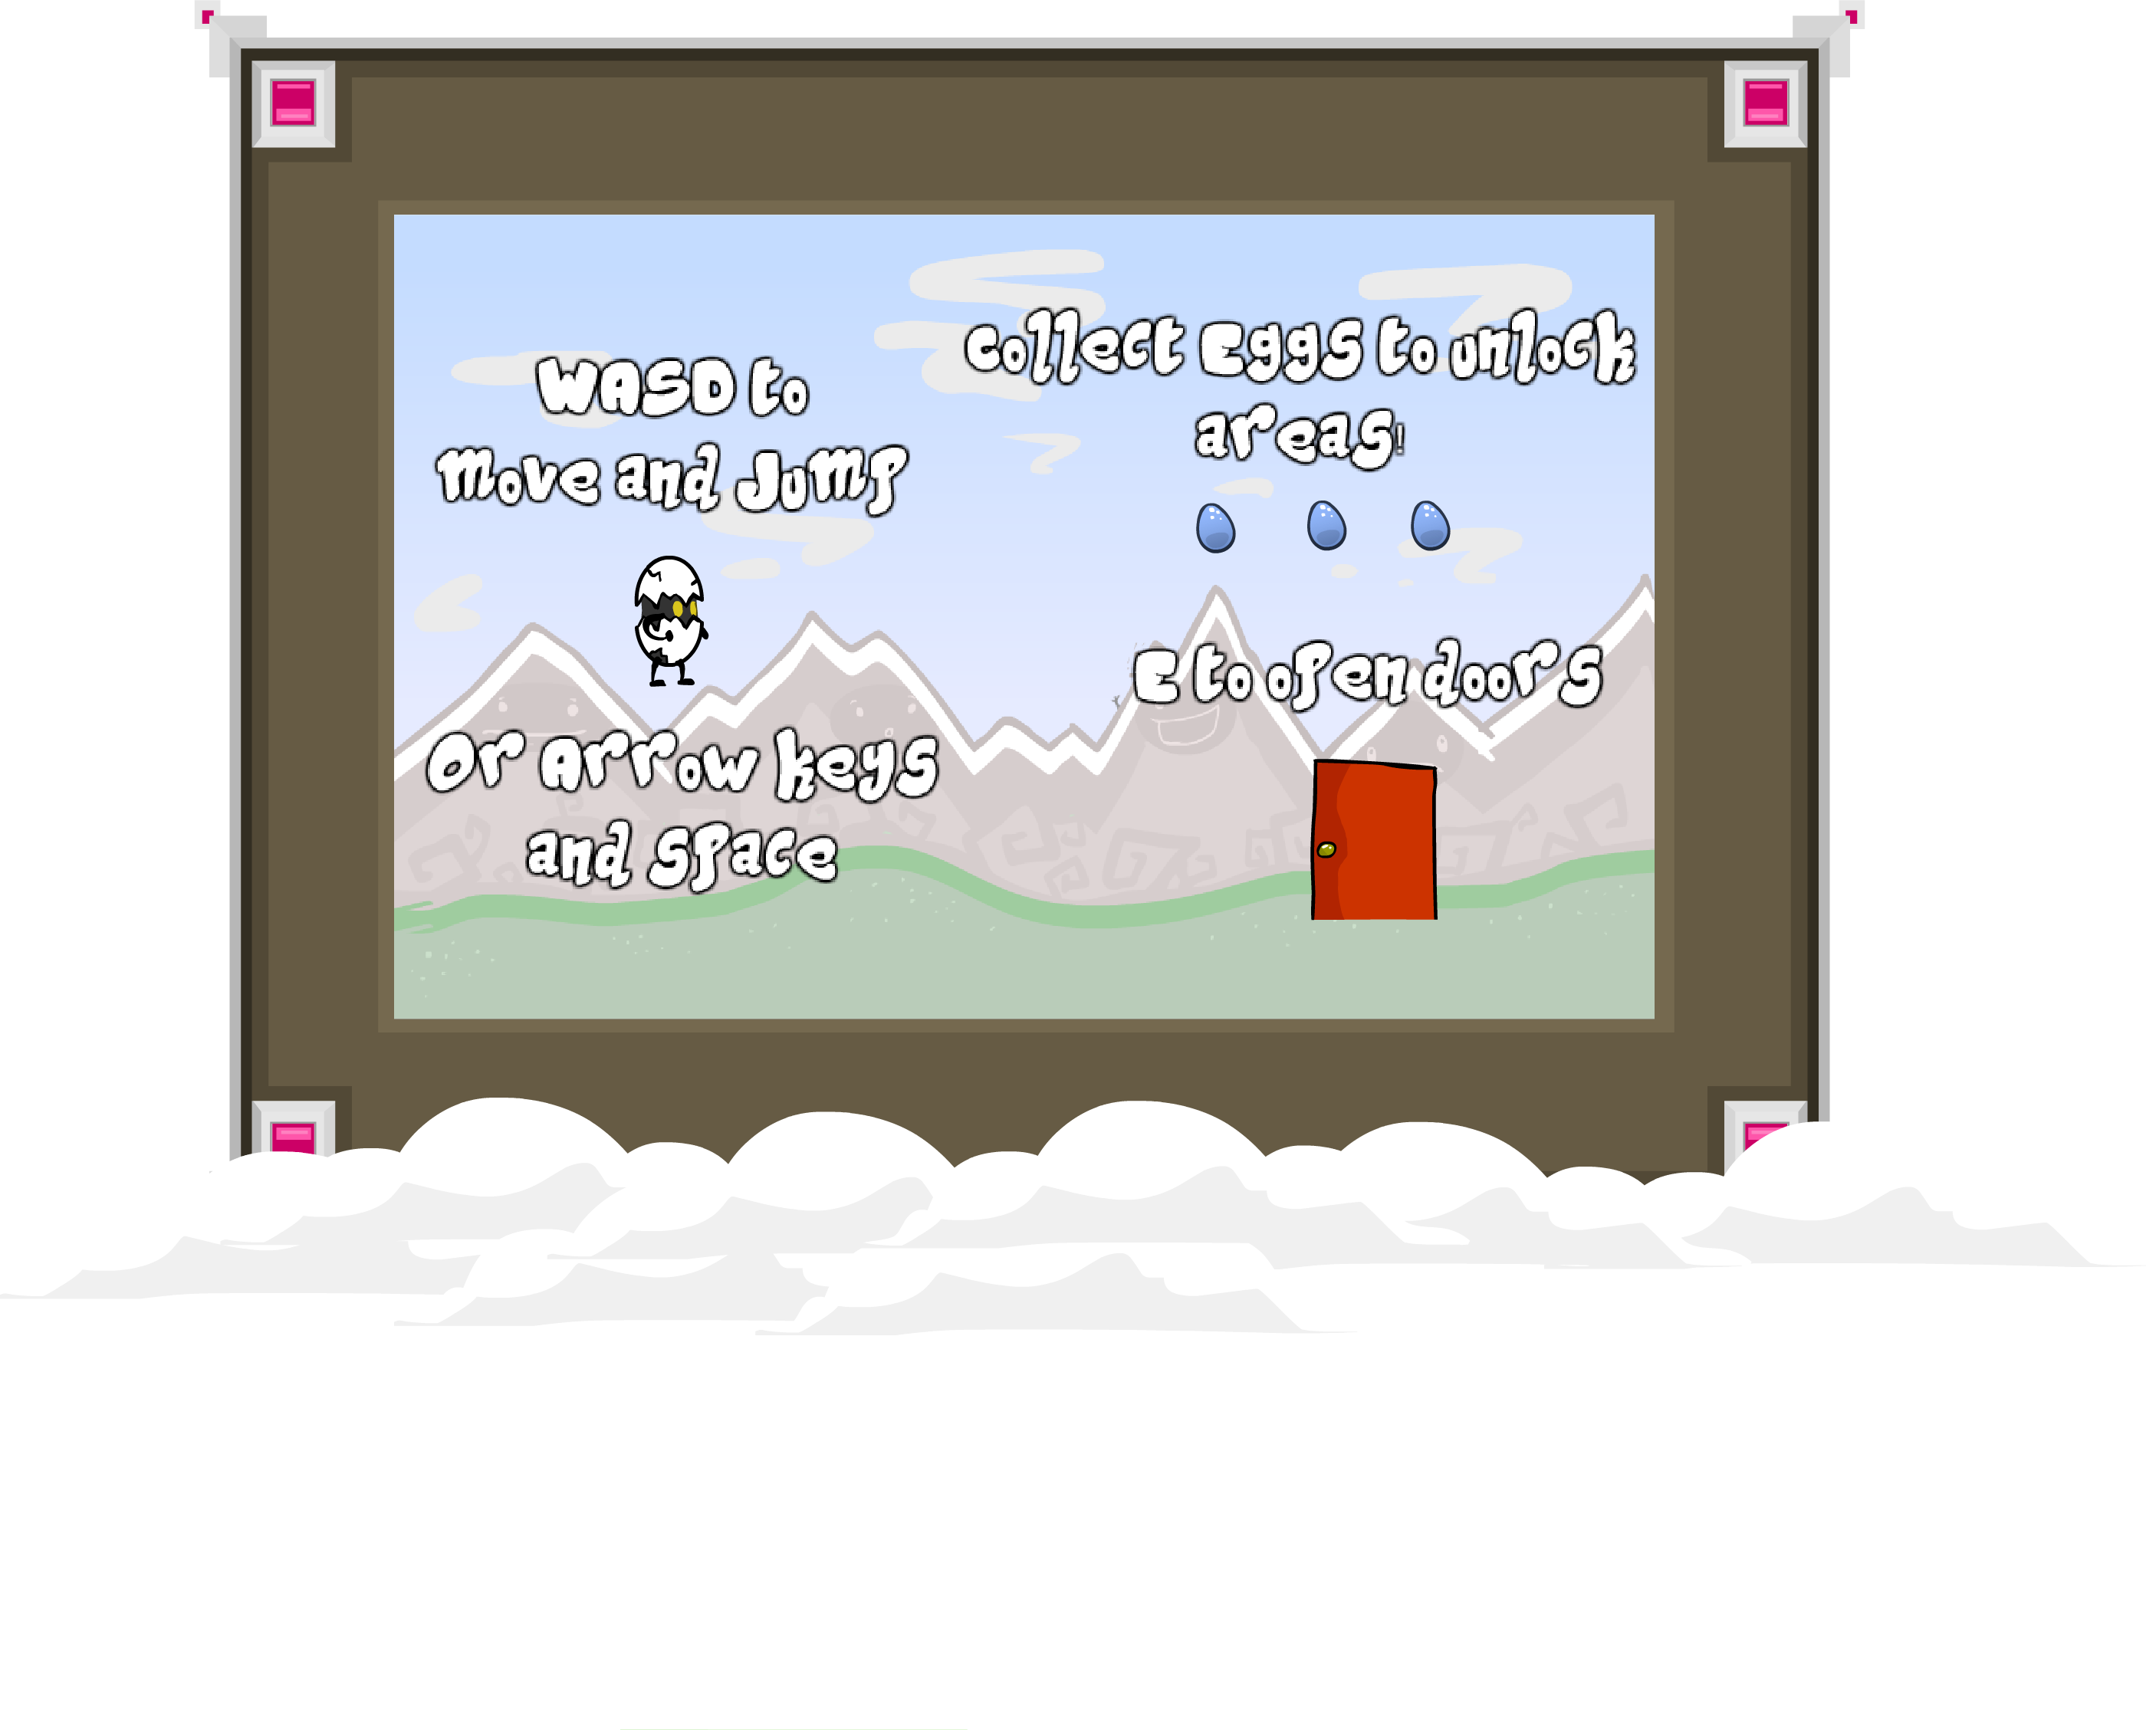 WASD to
move and Jump
Or Arrow keys
and Space
Collect Eggs to unlock
areas!
E to open doors